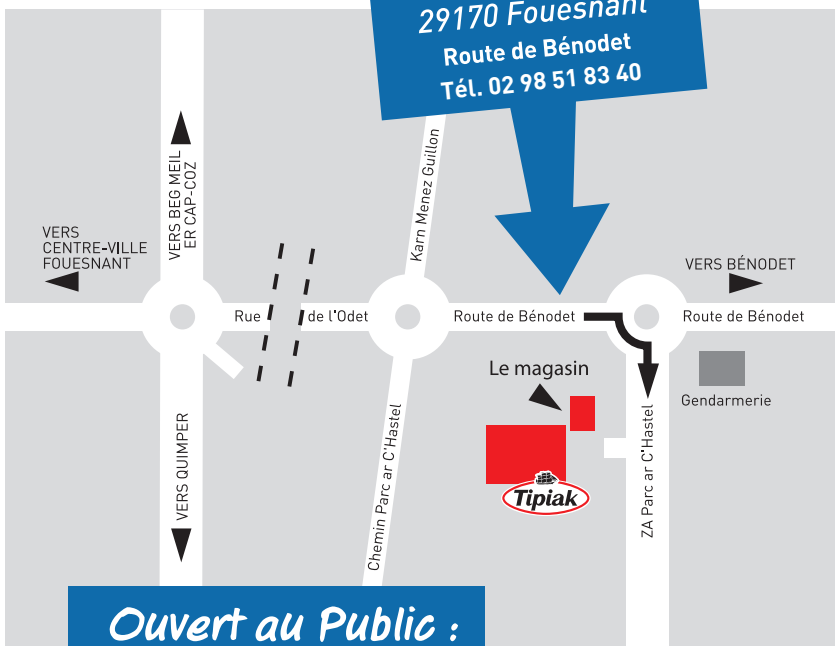 29170 Fouesnant
Route de Bénodet
Tél. 02 98 51 83 40
VERS BEG MEIL
ER CAP-COZ
Karn Menez Guillon
VERS
CENTRE-VILLE
FOUESNANT
VERS BÉNODET
Rue de l'Odet
Route de Bénodet
Route de Bénodet
Le magasin
Gendarmerie
VERS QUIMPER
Chemin Parc ar C'Hastel
ZA Parc ar C'Hastel
Tipiak
Ouvert au Public :